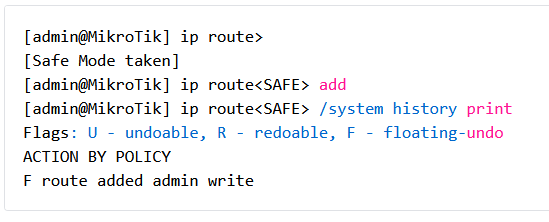 [admin@MikroTik] ip route>
[Safe Mode taken]
[admin@MikroTik] ip route<SAFE> add
[admin@MikroTik] ip route<SAFE> /system history print
Flags: U - undoable, R - redoable, F - floating-undo
ACTION BY POLICY
F route added admin write